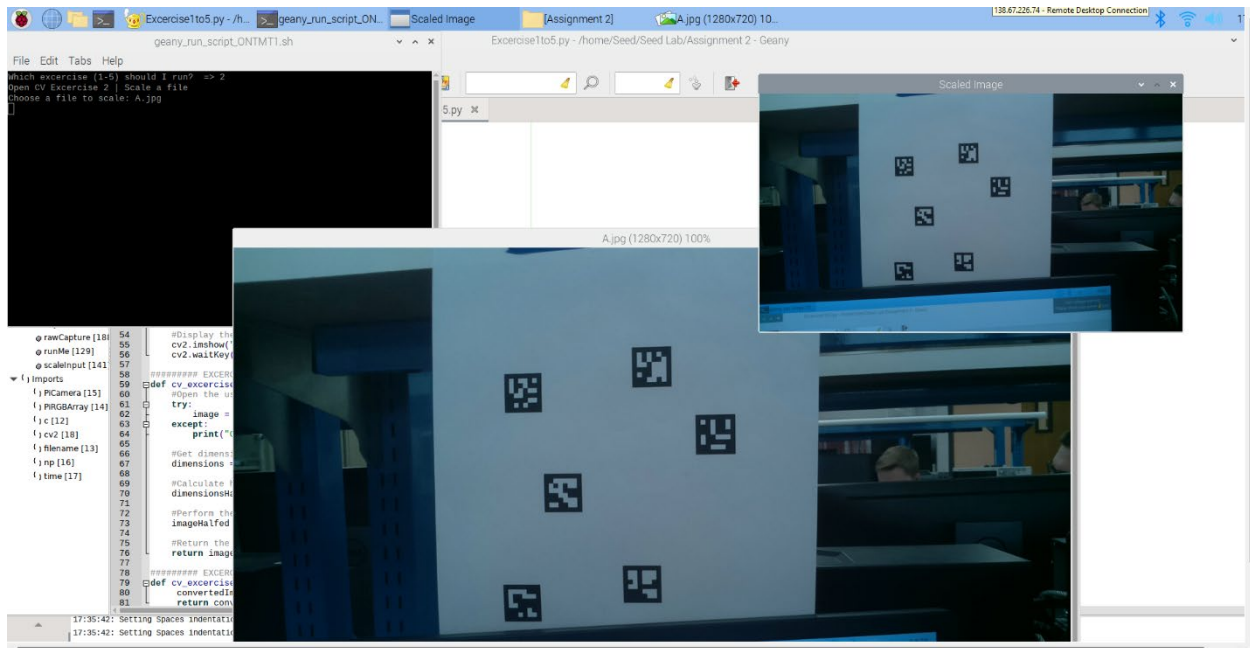 138.67.226.74 - Remote Desktop Connection
Excercise1to5.py - /h...
geany_run_script_ON...
Scaled Image
[Assignment 2]
A.jpg (1280x720) 10...
geany_run_script_ONTMT1.sh
Excercise1to5.py - /home/Seed/Seed Lab/Assignment 2 - Geany
File Edit Tabs Help
Which excercise (1-5) should I run?  => 2
Open CV Excercise 2 | Scale a file
Choose a file to scale: A.jpg
5.py
Scaled Image
A.jpg (1280x720) 100%
rawCapture [18
runMe [129]
scaleInput [141
Imports
PiCamera [15]
PiRGBArray [14]
c [12]
cv2 [18]
filename [13]
np [16]
time [17]
54 #Display the
55 cv2.imshow('
56 cv2.waitKey(
57
58 ######### EXCER
59 def cv_excercise
60 #Open the us
61 try:
62 image =
63 except:
64 print("C
65
66 #Get dimensi
67 dimensions =
68
69 #Calculate
70 dimensionsHa
71
72 #Perform the
73 imageHalfed
74
75 #Return the
76 return image
77
78 ######### EXCER
79 def cv_excercise
80 convertedIm
81 return conv
17:35:42: Setting Spaces indentatio
17:35:42: Setting Spaces indentatio